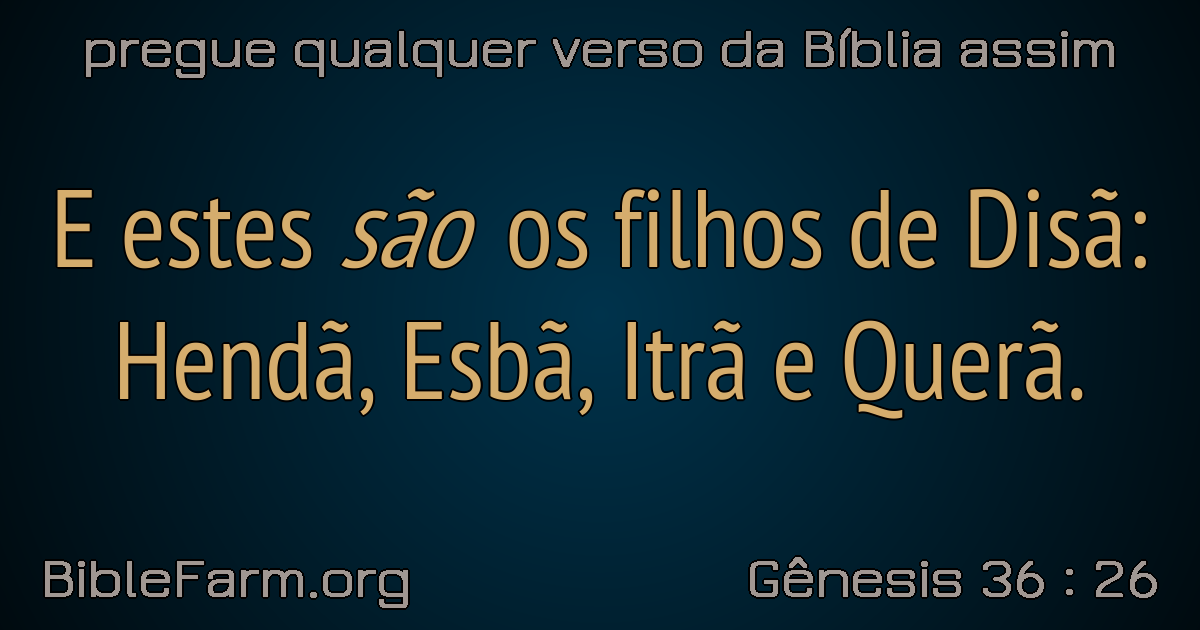 pregue qualquer verso da Bíblia assim
E estes são os filhos de Disã:
Hendã, Esbã, Itrã e Querã.
BibleFarm.org
Gênesis 36 : 26